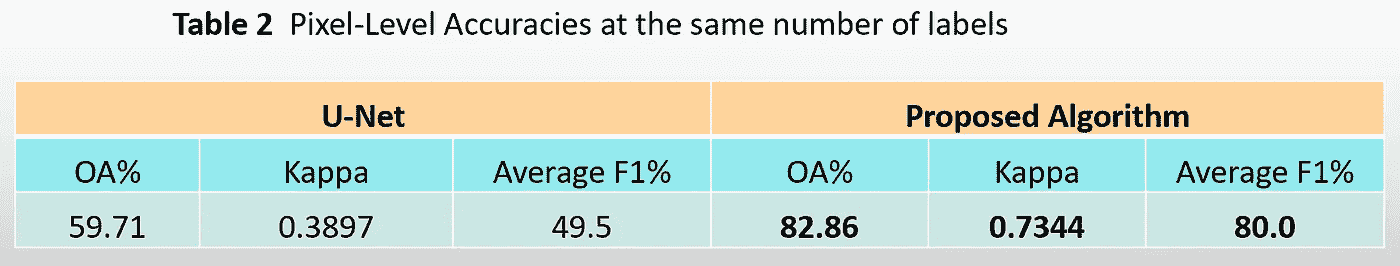 Table 2 Pixel-Level Accuracies at the same number of labels
U-Net Proposed Algorithm
OA% Kappa Average F1% OA% Kappa Average F1%
59.71 0.3897 49.5 82.86 0.7344 80.0